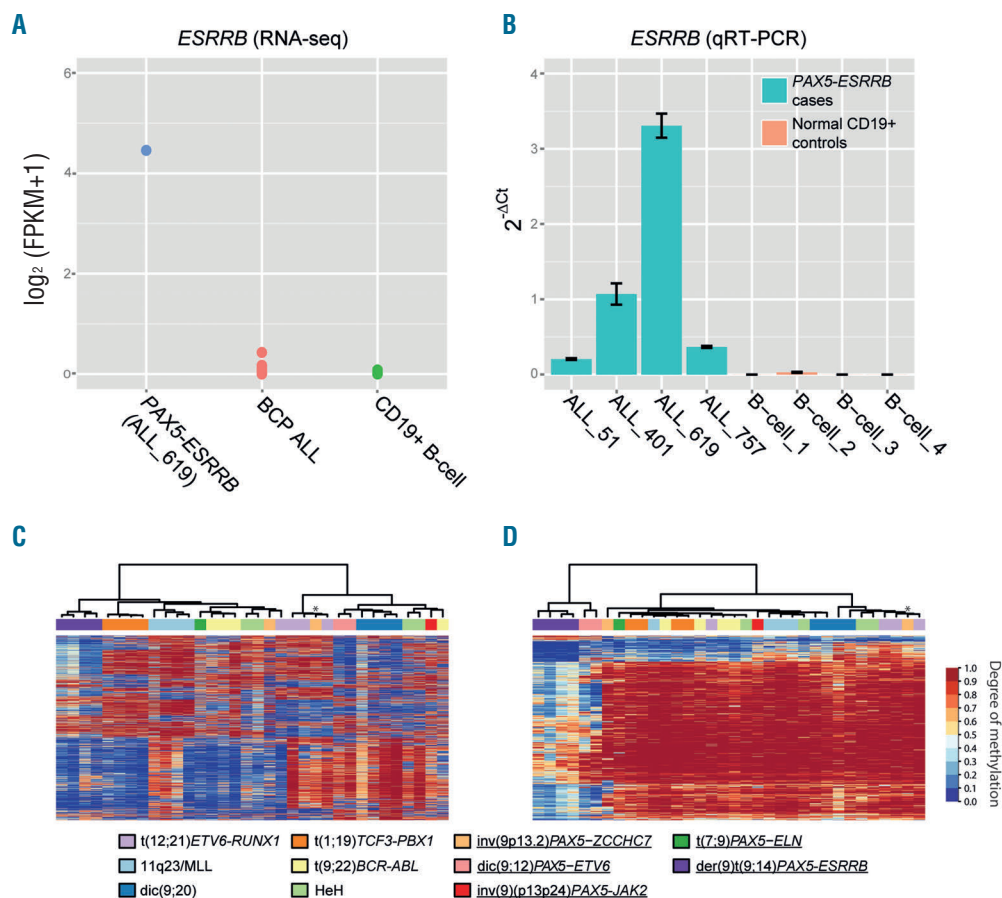 A
ESRRB (RNA-seq)
log₂ (FPKM+1)
6
4
2
0
PAX5-ESRRB
(ALL_619)
BCP ALL
CD19+ B-cell
B
ESRRB (qRT-PCR)
2^-ΔCt
4
3
2
1
0
PAX5-ESRRB
cases
Normal CD19+
controls
ALL_51
ALL_401
ALL_619
ALL_757
B-cell_1
B-cell_2
B-cell_3
B-cell_4
C
*
D
*
Degree of methylation
1.0
0.9
0.8
0.7
0.6
0.5
0.4
0.3
0.2
0.1
0.0
t(12;21)ETV6-RUNX1
t(1;19)TCF3-PBX1
inv(9p13.2)PAX5-ZCCHC7
t(7;9)PAX5-ELN
11q23/MLL
t(9;22)BCR-ABL
dic(9;12)PAX5-ETV6
der(9)t(9;14)PAX5-ESRRB
dic(9;20)
HeH
inv(9)(p13p24)PAX5-JAK2